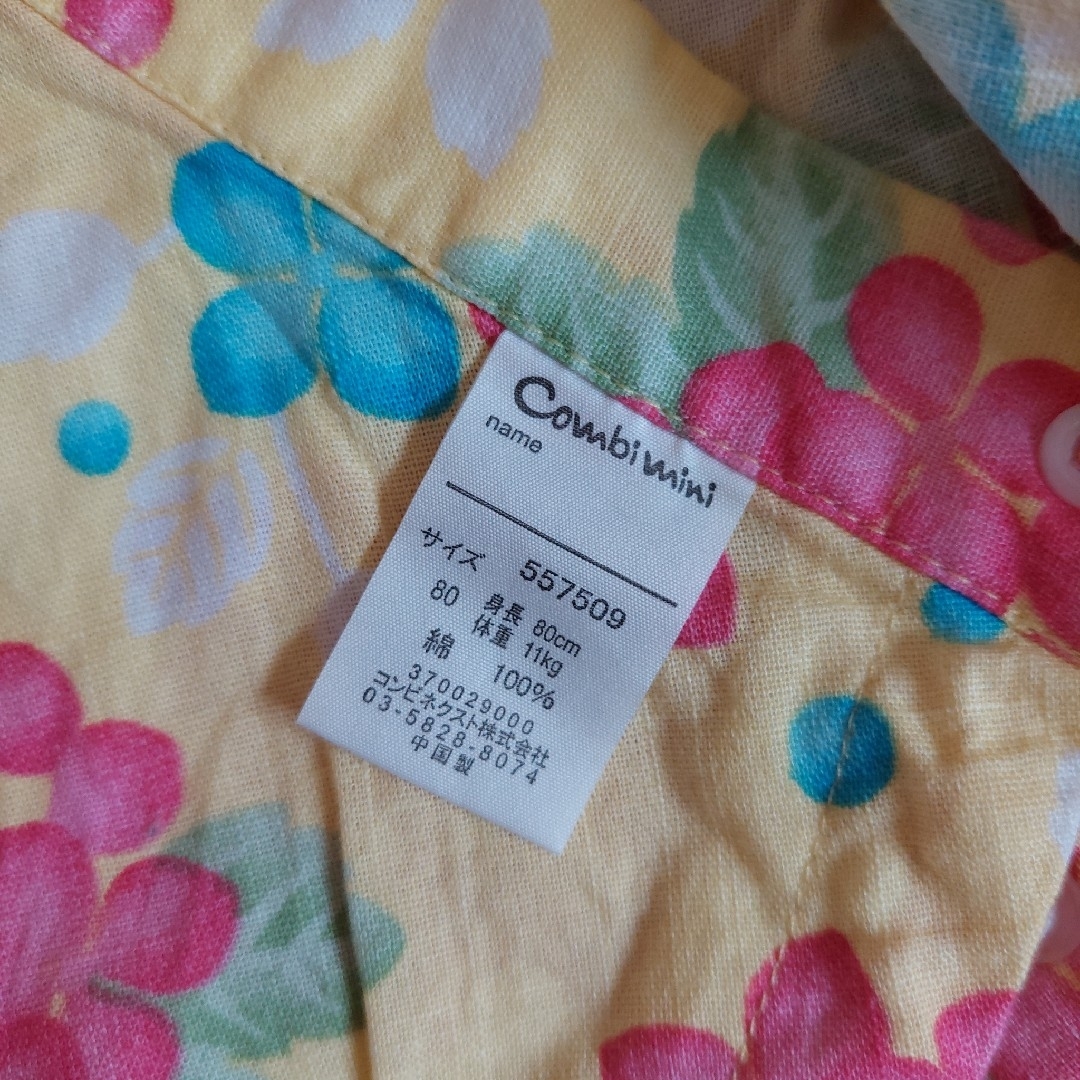 Combi mini
name
サイズ 557509
80 身長 80cm
体重 11kg
綿 100%
370029000
コンビネクスト株式会社
03-5828-8074
中国製